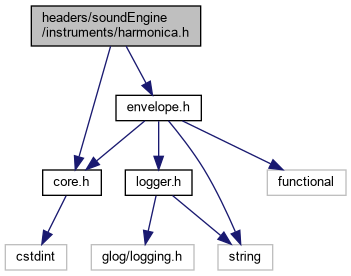 headers/soundEngine
/instruments/harmonica.h
envelope.h
core.h
logger.h
functional
cstdint
glog/logging.h
string